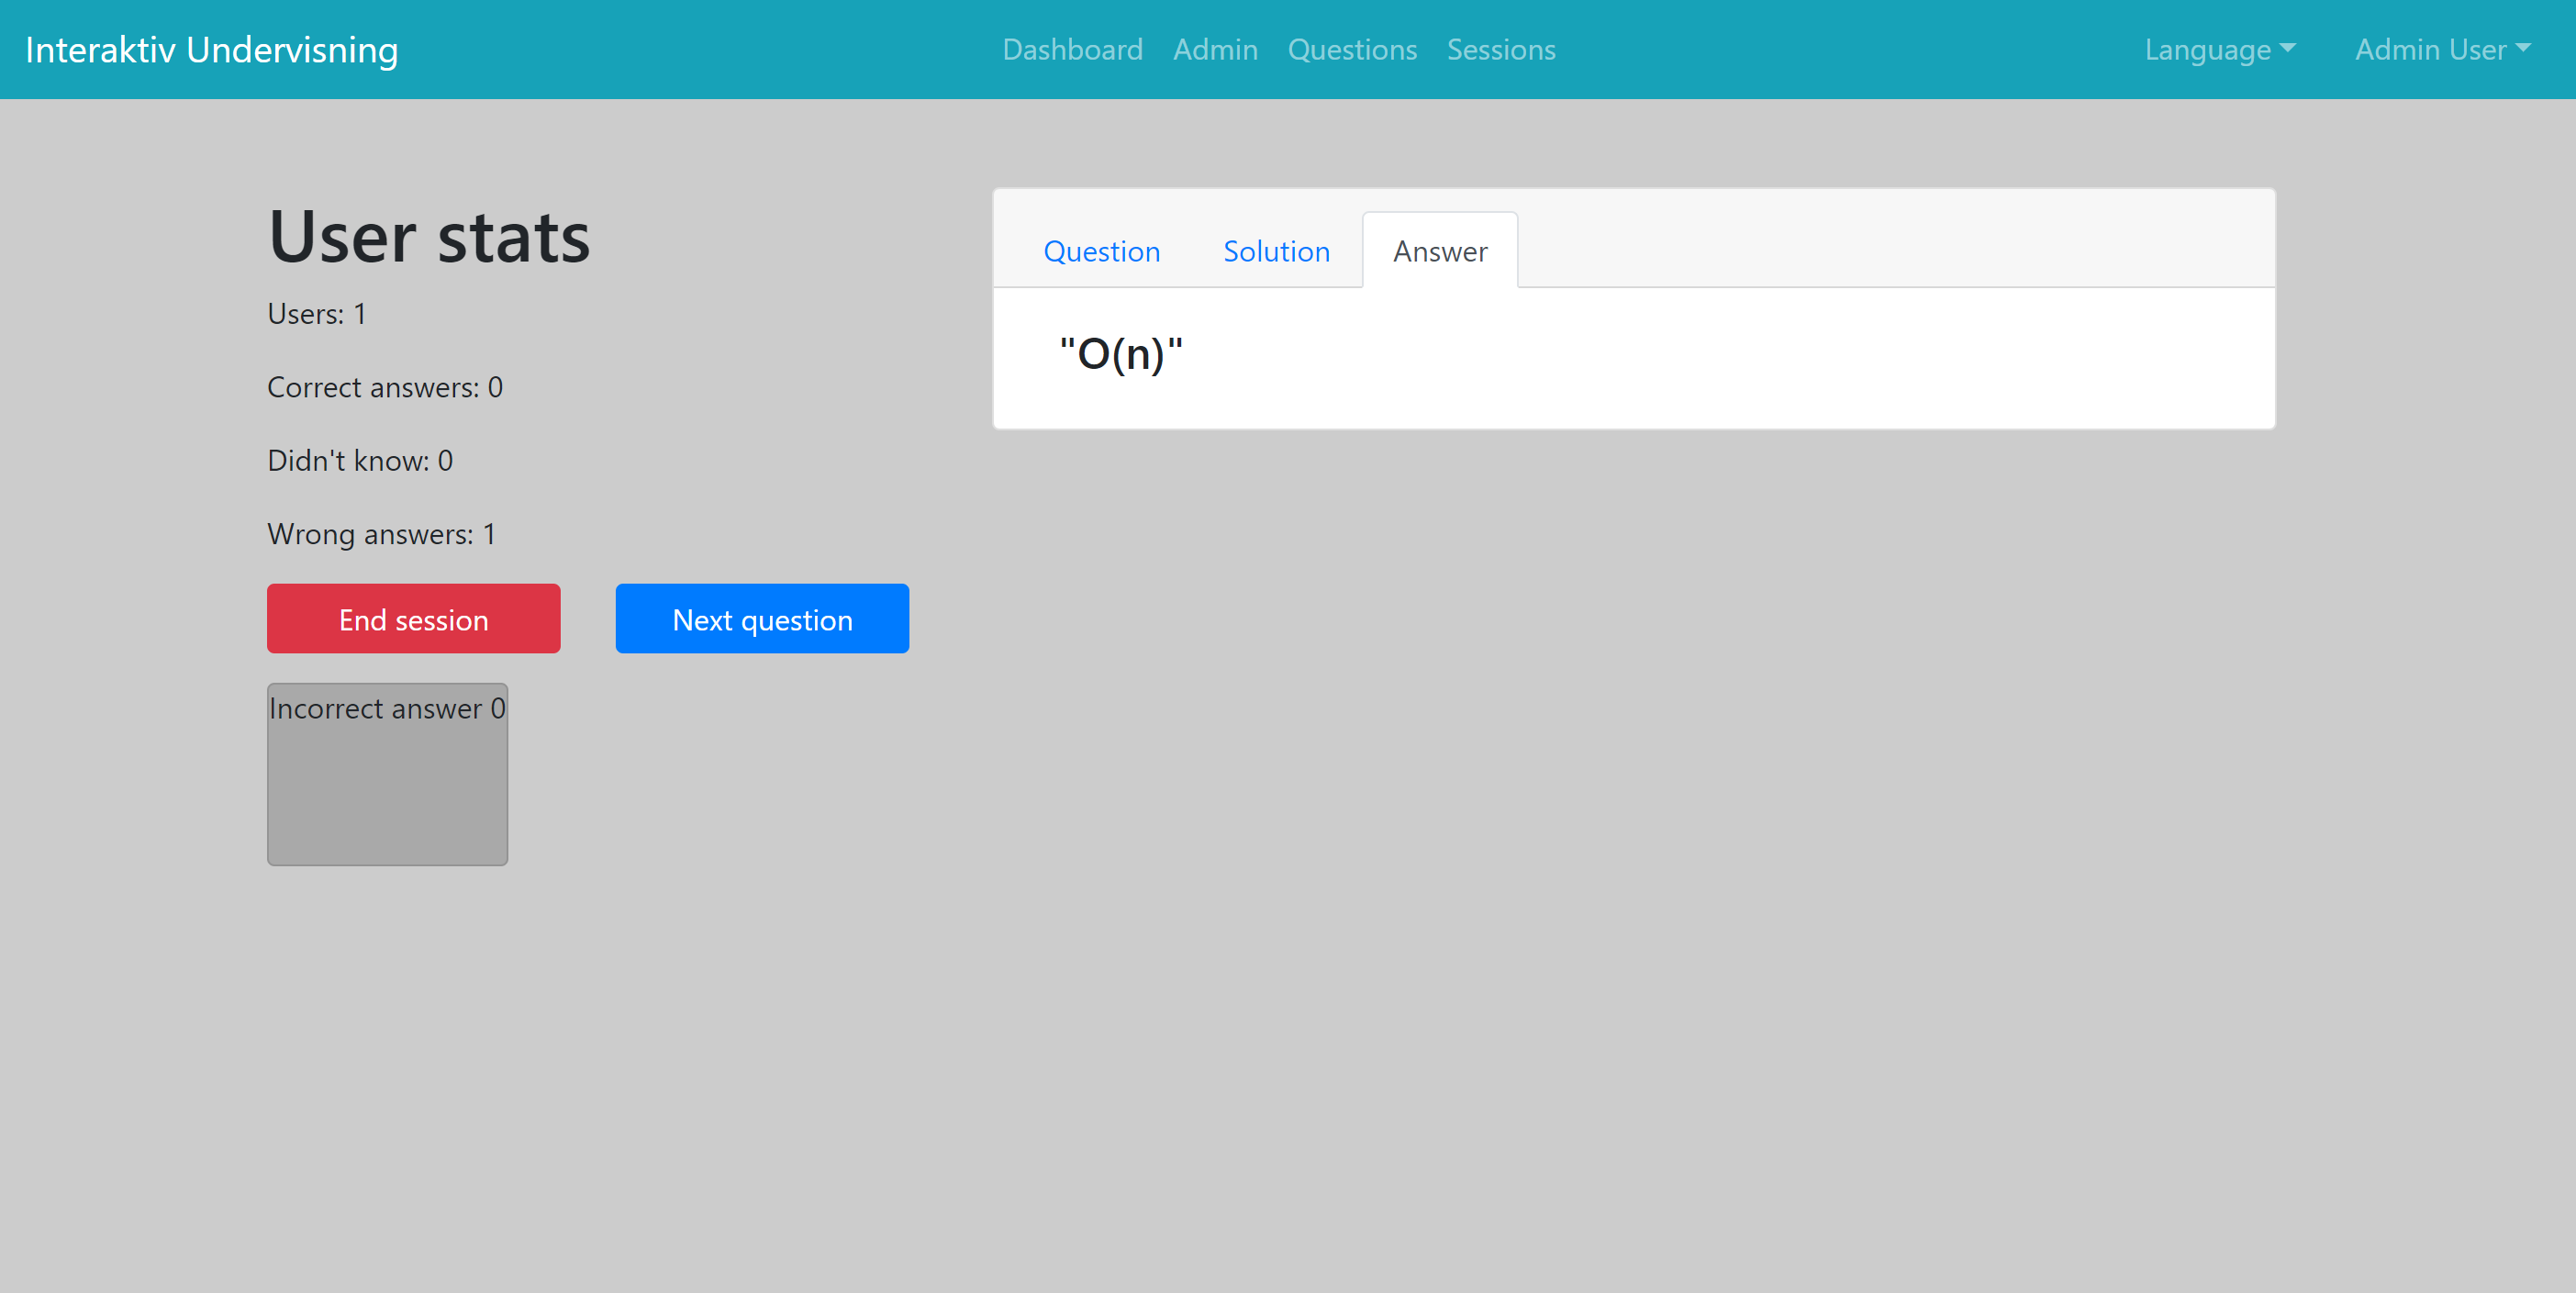 Interaktiv Undervisning
Dashboard Admin Questions Sessions
Language Admin User
User stats
Users: 1
Correct answers: 0
Didn't know: 0
Wrong answers: 1
End session Next question
Incorrect answer 0
Question Solution Answer
"O(n)"